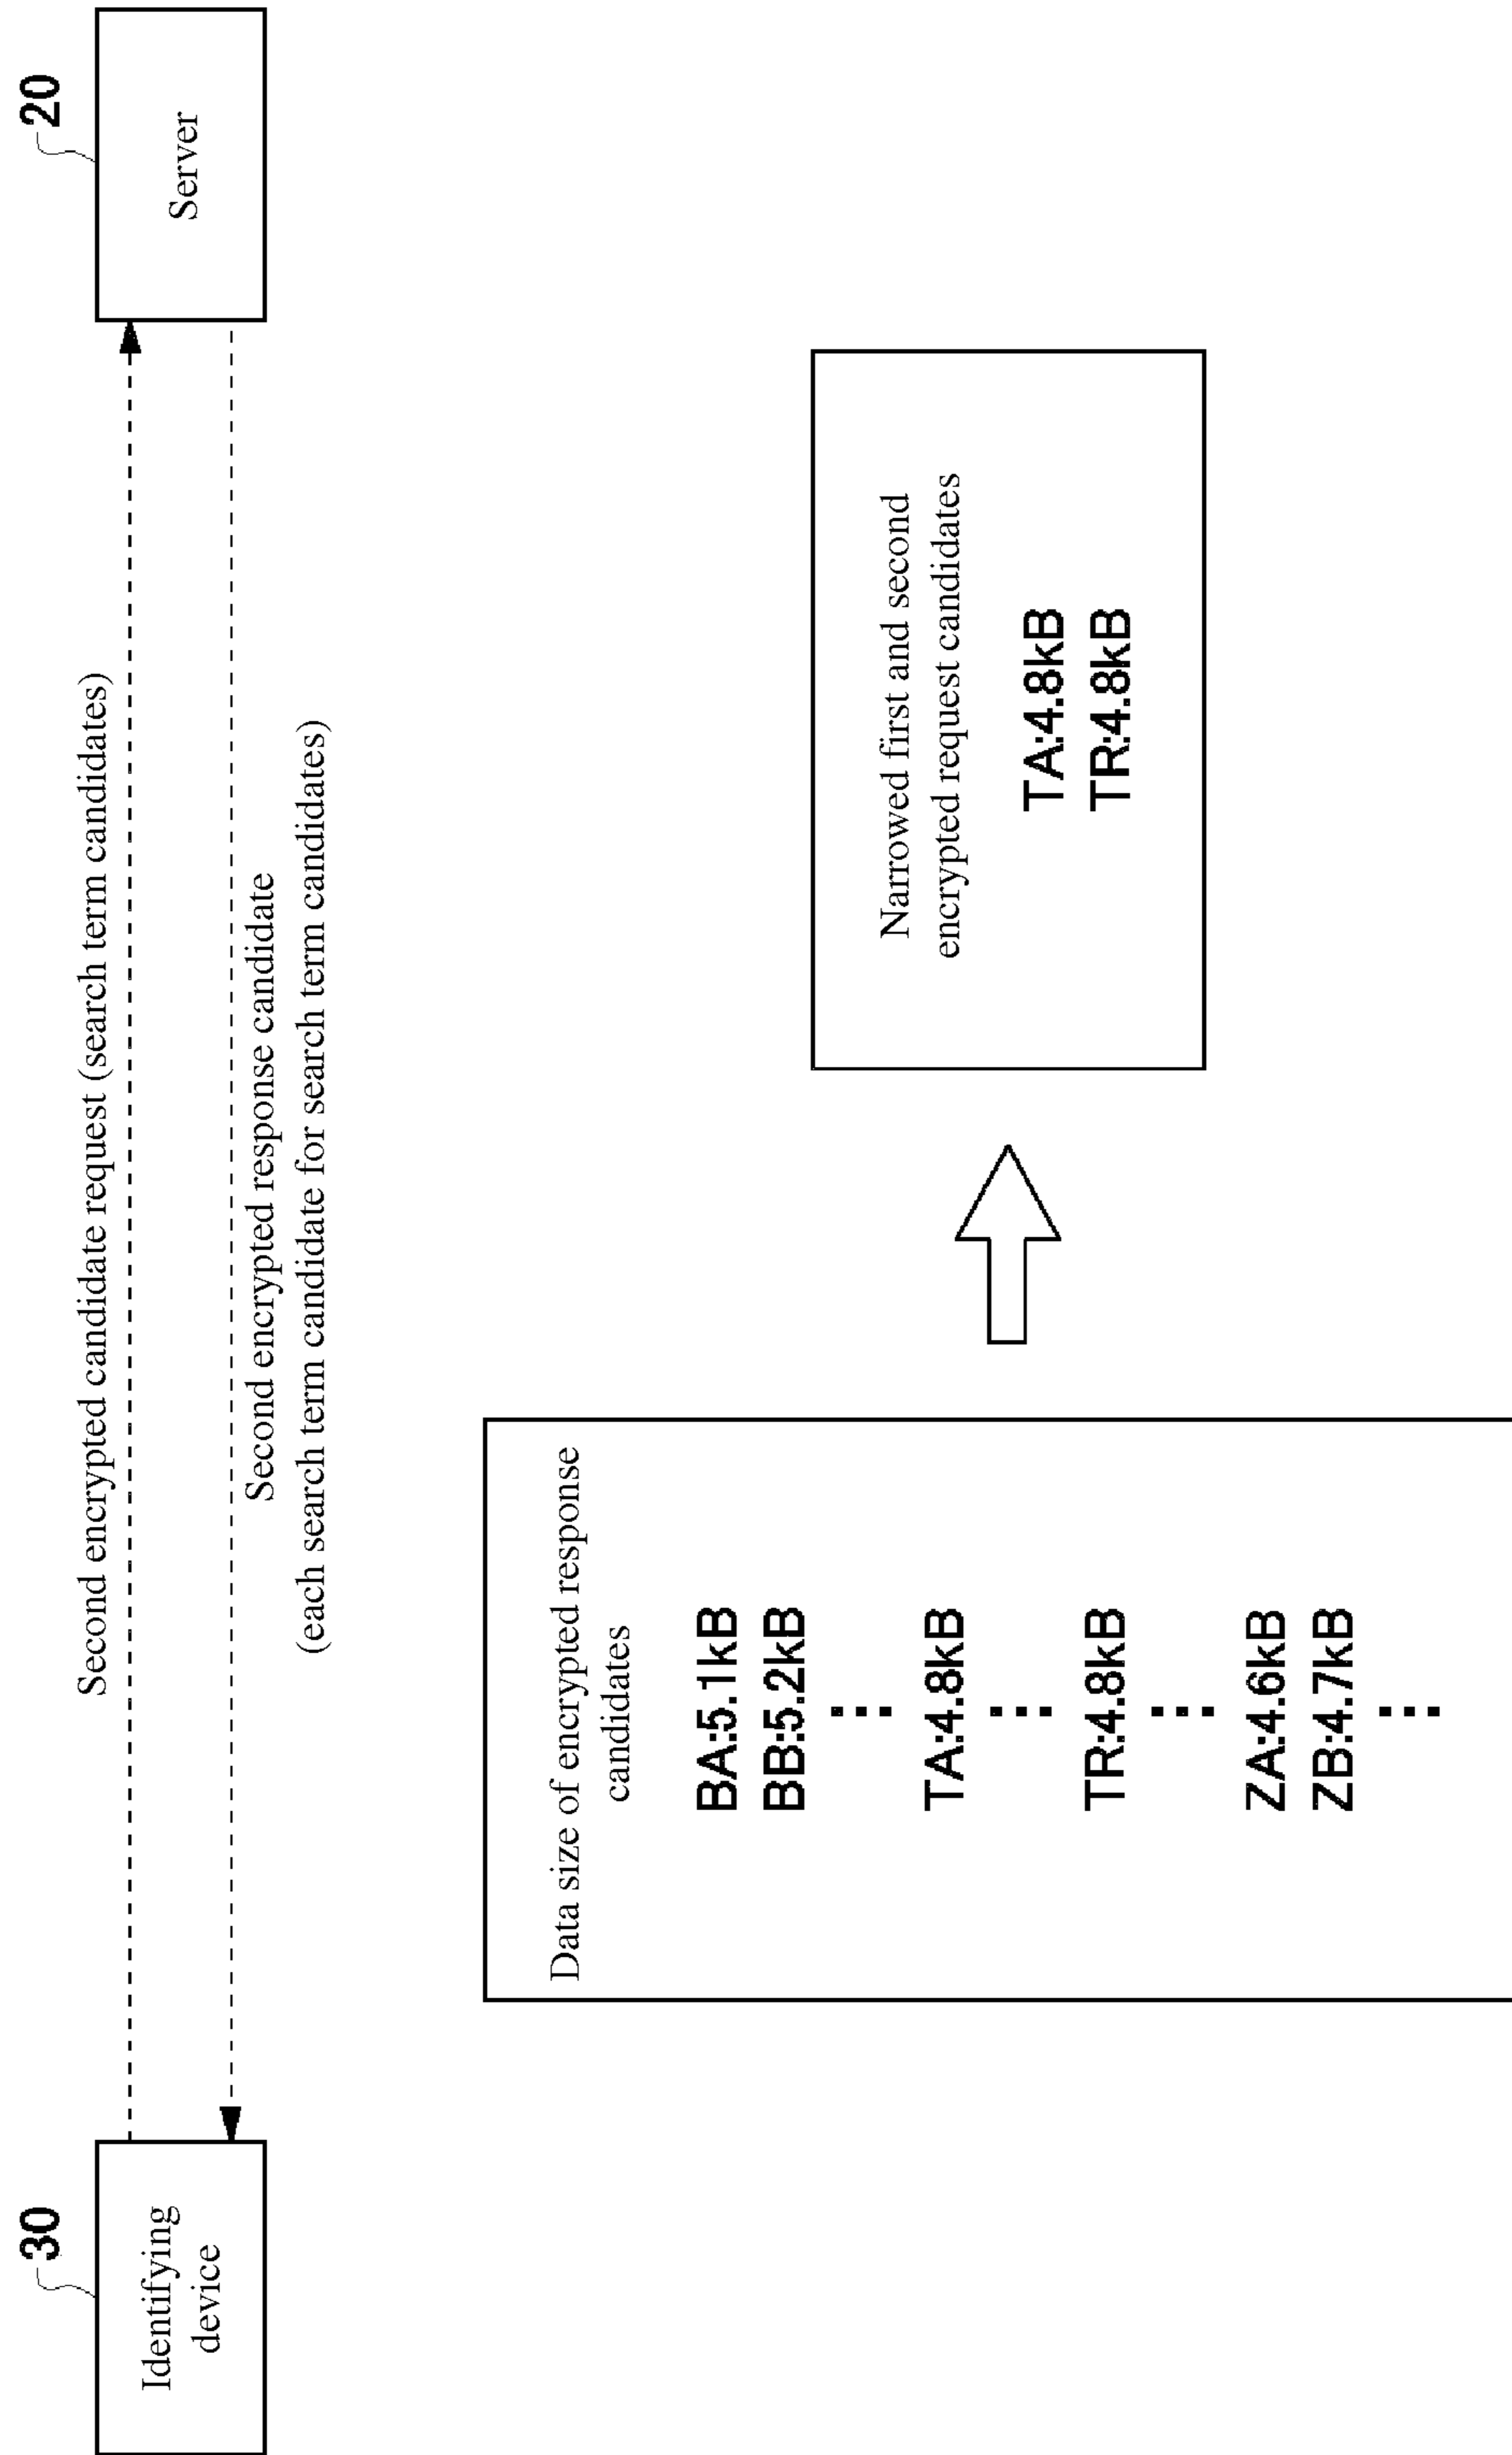 30
Identifying
device
20
Server
Second encrypted candidate request (search term candidates)
Second encrypted response candidate
(each search term candidate for search term candidates)
Data size of encrypted response
candidates
BA:5.1kB
BB:5.2kB
⋮
TA:4.8kB
⋮
TR:4.8kB
⋮
ZA:4.6kB
ZB:4.7kB
⋮
Narrowed first and second
encrypted request candidates
TA:4.8kB
TR:4.8kB